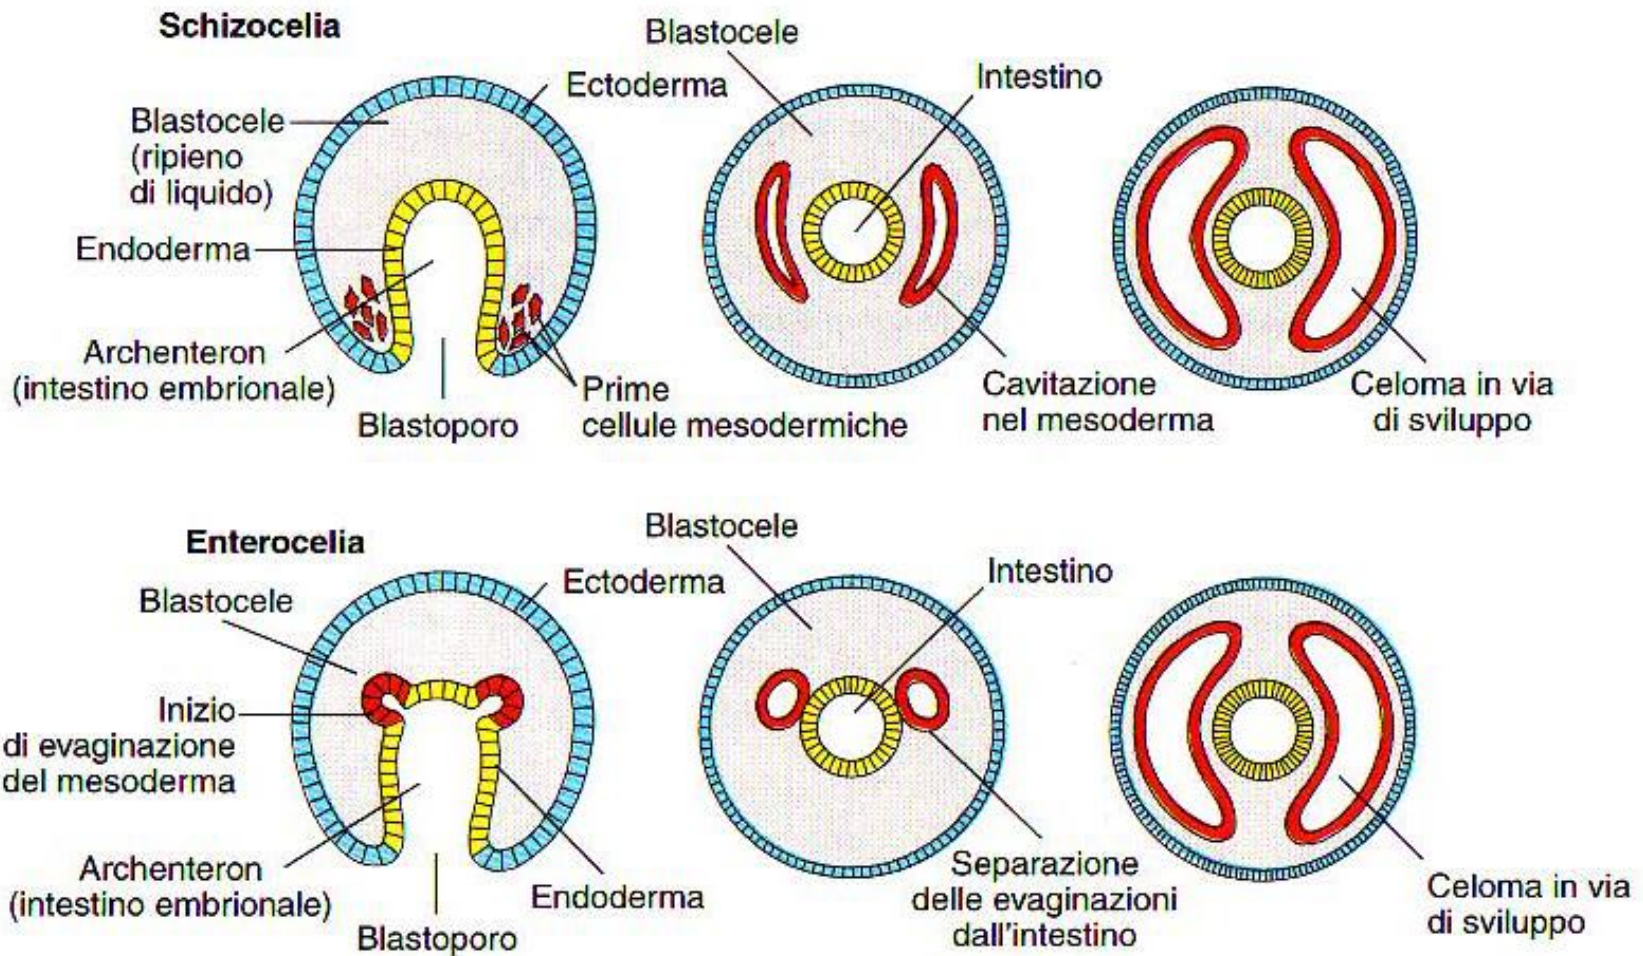 Schizocelia
Blastocele
(ripieno
di liquido)
Endoderma
Archenteron
(intestino embrionale)
Blastoporo
Ectoderma
Prime
cellule mesodermiche
Blastocele
Intestino
Cavitazione
nel mesoderma
Celoma in via
di sviluppo
Enterocelia
Blastocele
Inizio
di evaginazione
del mesoderma
Archenteron
(intestino embrionale)
Blastoporo
Ectoderma
Endoderma
Blastocele
Intestino
Separazione
delle evaginazioni
dall'intestino
Celoma in via
di sviluppo